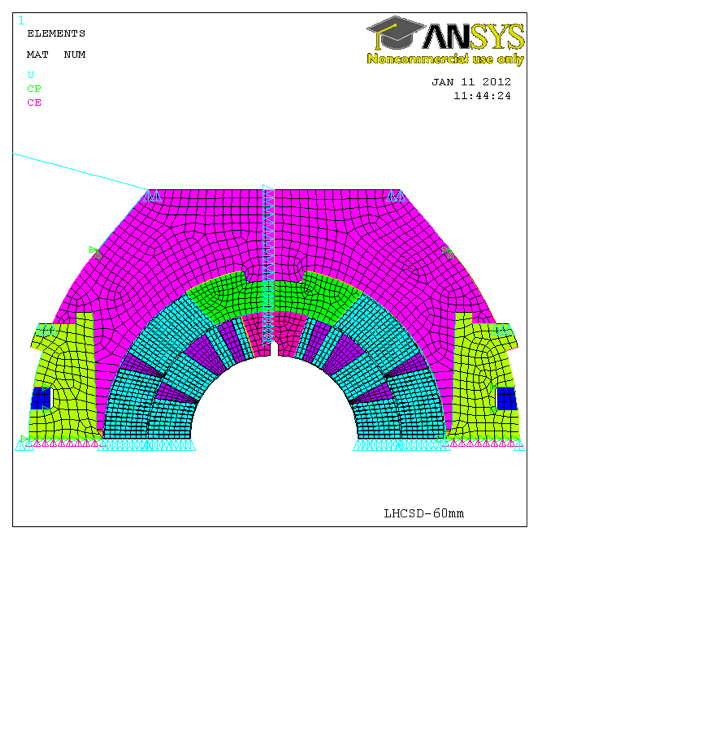 1
ELEMENTS
MAT NUM
U
CP
CE
ANSYS
Noncommercial use only
JAN 11 2012
11:44:24
LHCSD-60mm